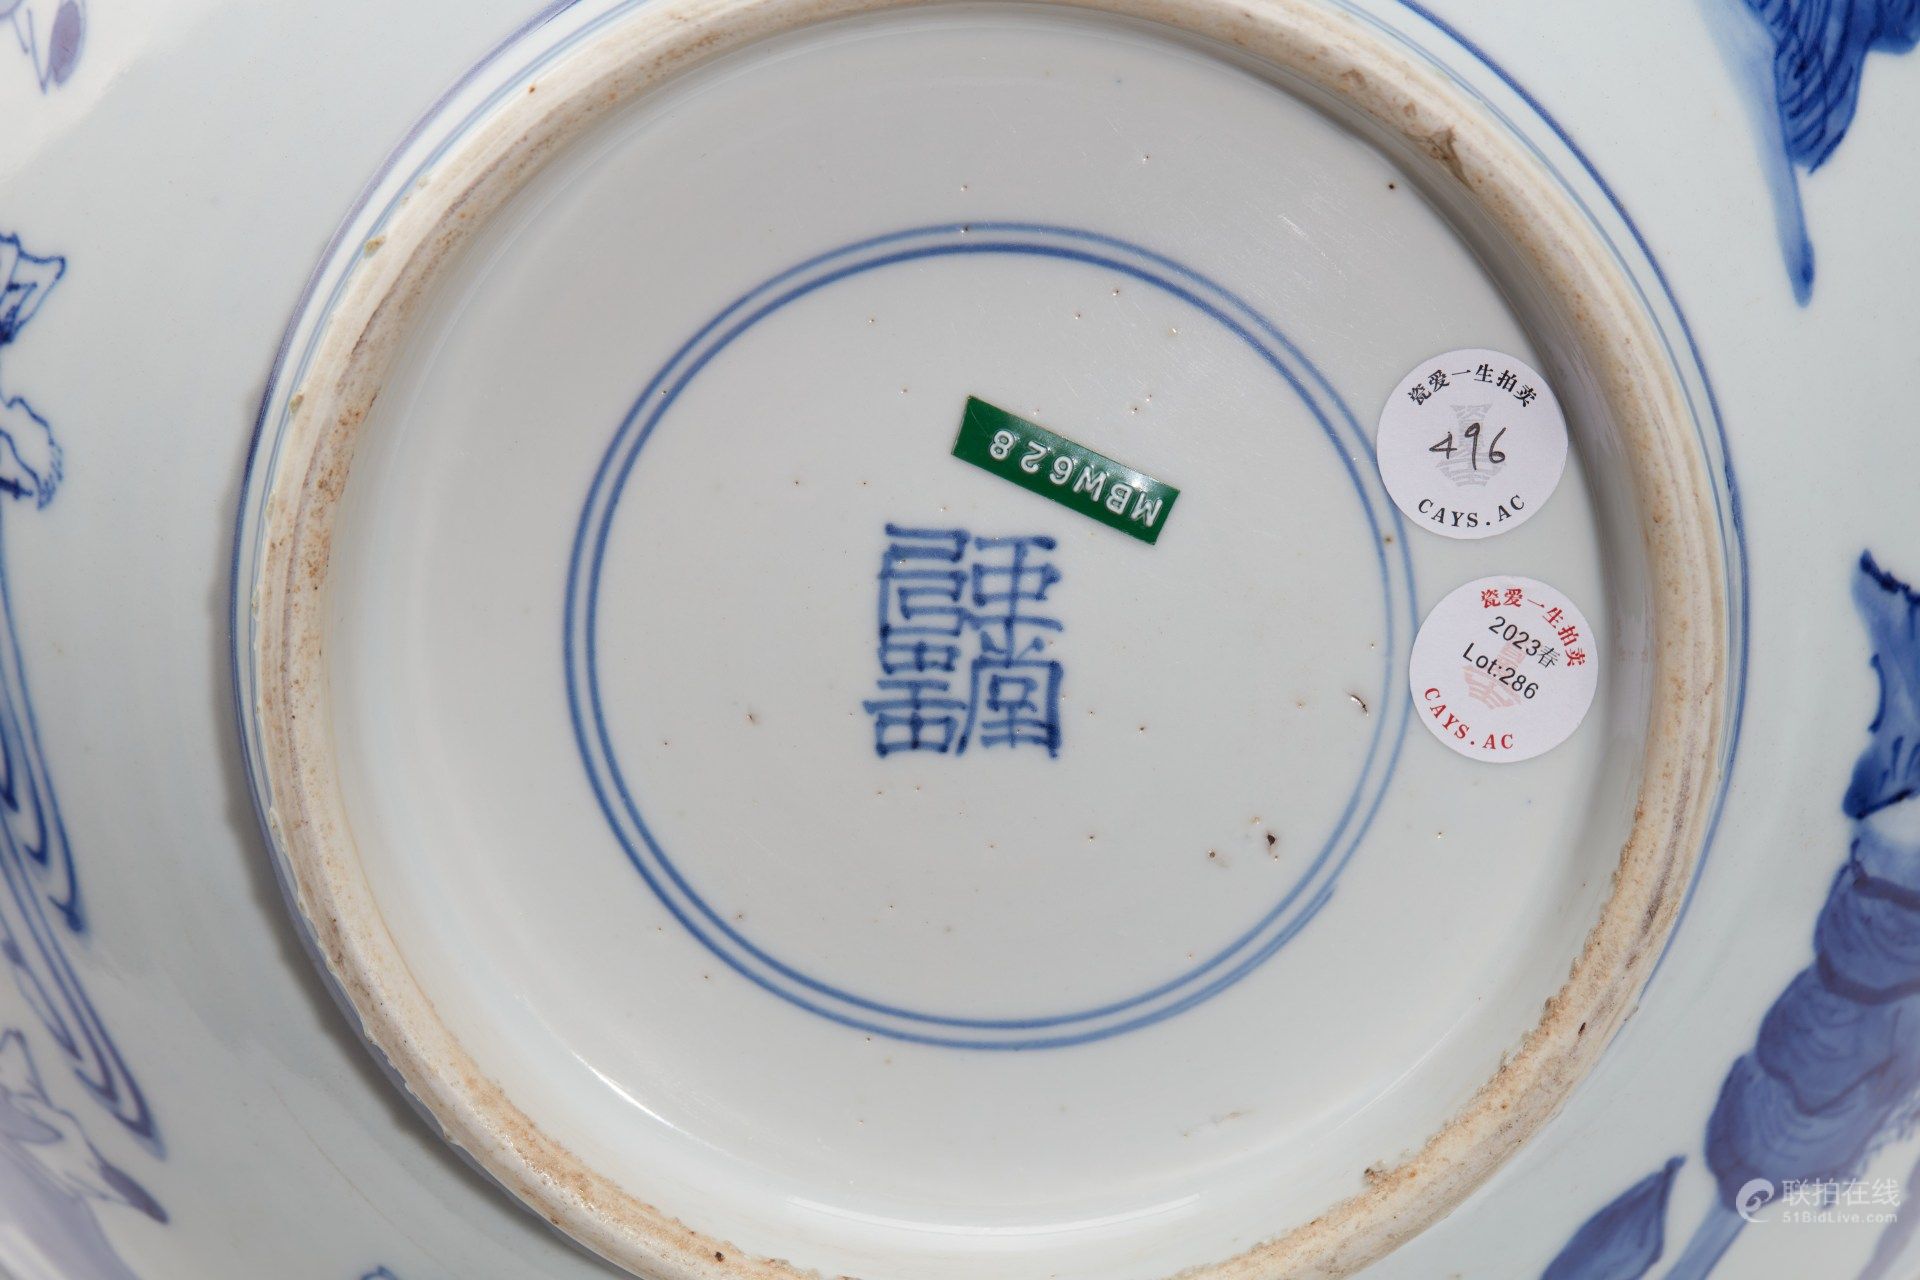 MBW628
瓷爱一生拍卖
496
CAYS.AC
瓷爱一生拍卖
2023春
Lot:286
CAYS.AC
联拍在线
51BidLive.com